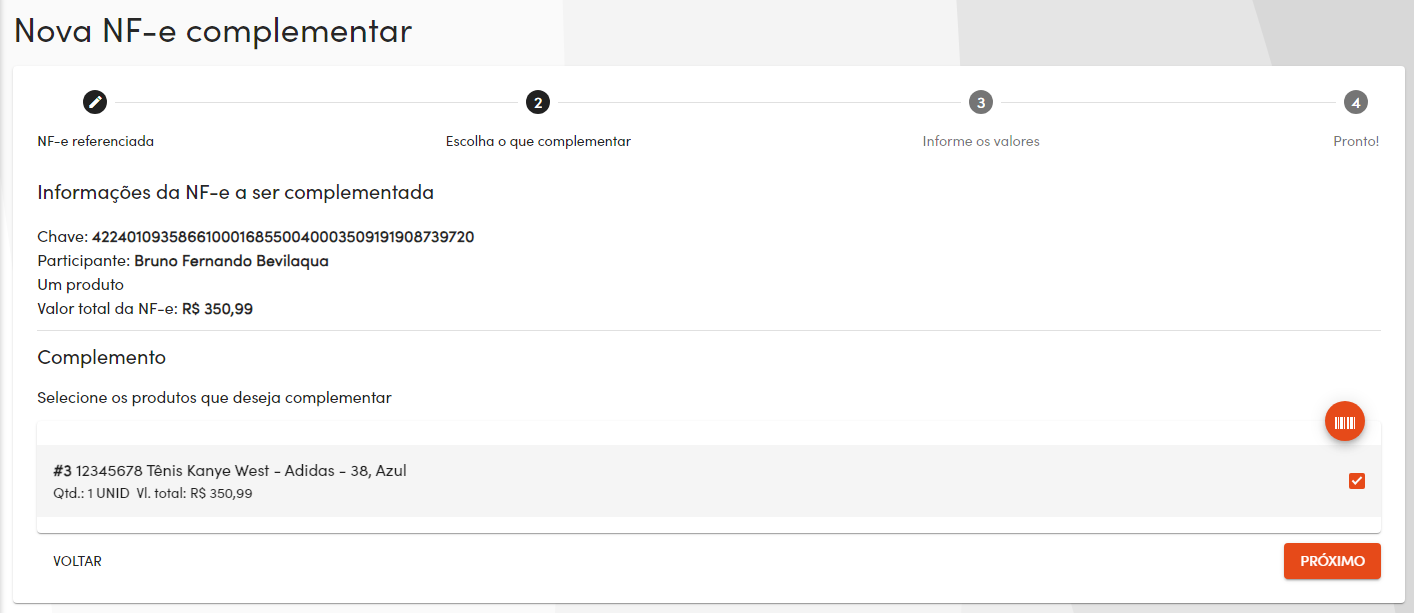 Nova NF-e complementar
2
3
4
NF-e referenciada
Escolha o que complementar
Informe os valores
Pronto!
Informações da NF-e a ser complementada
Chave: 42240109358661000168550040003509191908739720
Participante: Bruno Fernando Bevilaqua
Um produto
Valor total da NF-e: R$ 350,99
Complemento
Selecione os produtos que deseja complementar
#3 12345678 Tênis Kanye West - Adidas - 38, Azul
Qtd.: 1 UNID Vl. total: R$ 350,99
VOLTAR
PRÓXIMO